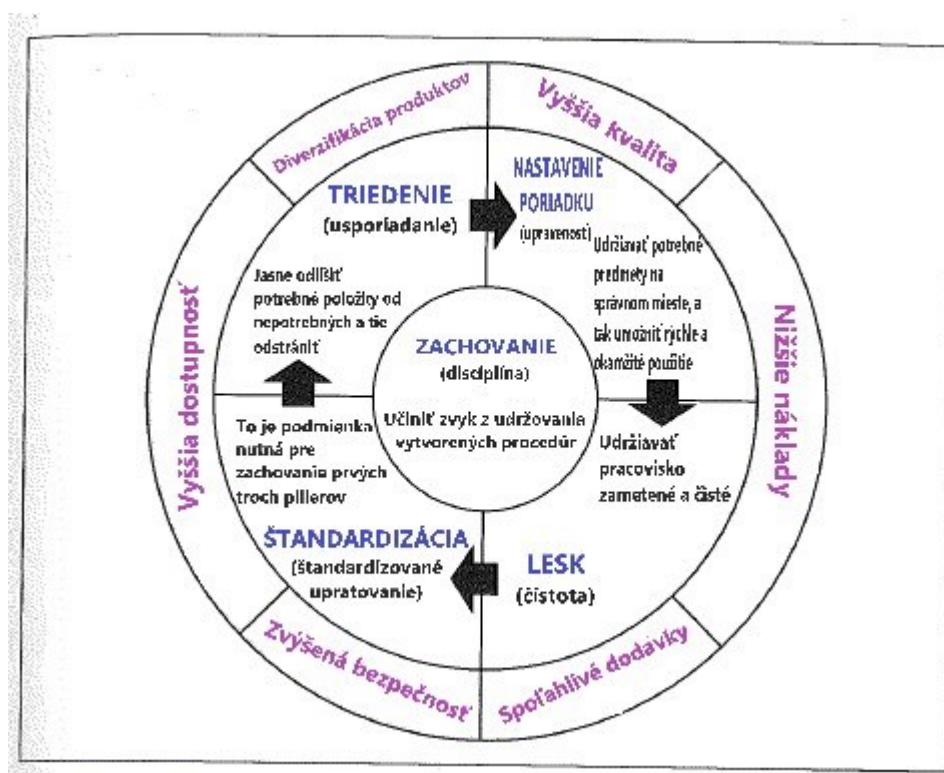 Diverzifikácia produktov
Vyššia kvalita
Nižšie náklady
Spoľahlivé dodávky
Zvýšená bezpečnosť
Vyššia dostupnosť
TRIEDENIE
(usporiadanie)
Jasne odlíšiť
potrebné položky od
nepotrebných a tie
odstrániť
NASTAVENIE
PORIADKU
(upravenosť)
Udržiavať potrebné
predmety na
správnom mieste, a
tak umožniť rýchle a
okamžité použitie
ZACHOVANIE
(disciplína)
Učiniť zvyk z udržovania
vytvorených procedúr
Udržiavať
pracovisko
zametené a čisté
LESK
(čistota)
To je podmienka
nutná pre
zachovanie prvých
troch pilierov
ŠTANDARDIZÁCIA
(štandardizované
upratovanie)